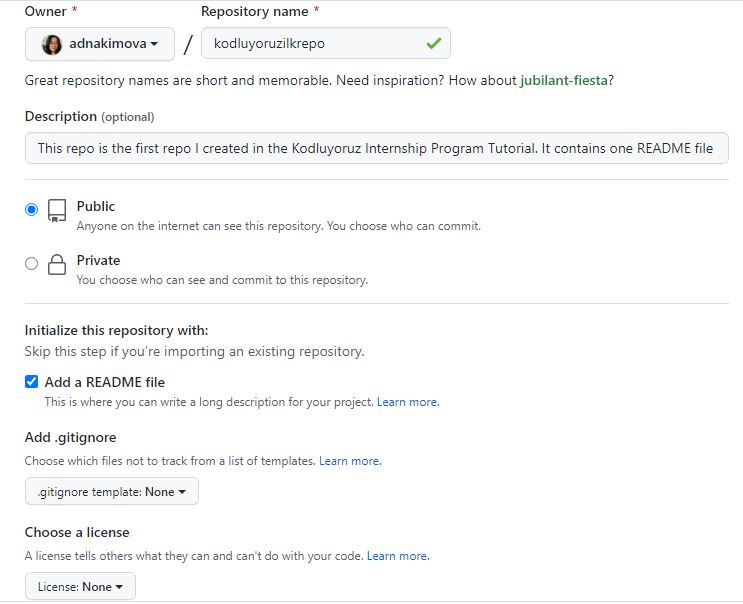 Owner * Repository name *
adnakimova / kodluyoruzilkrepo
Great repository names are short and memorable. Need inspiration? How about jubilant-fiesta?
Description (optional)
This repo is the first repo I created in the Kodluyoruz Internship Program Tutorial. It contains one README file
Public
Anyone on the internet can see this repository. You choose who can commit.
Private
You choose who can see and commit to this repository.
Initialize this repository with:
Skip this step if you're importing an existing repository.
Add a README file
This is where you can write a long description for your project. Learn more.
Add .gitignore
Choose which files not to track from a list of templates. Learn more.
.gitignore template: None
Choose a license
A license tells others what they can and can't do with your code. Learn more.
License: None